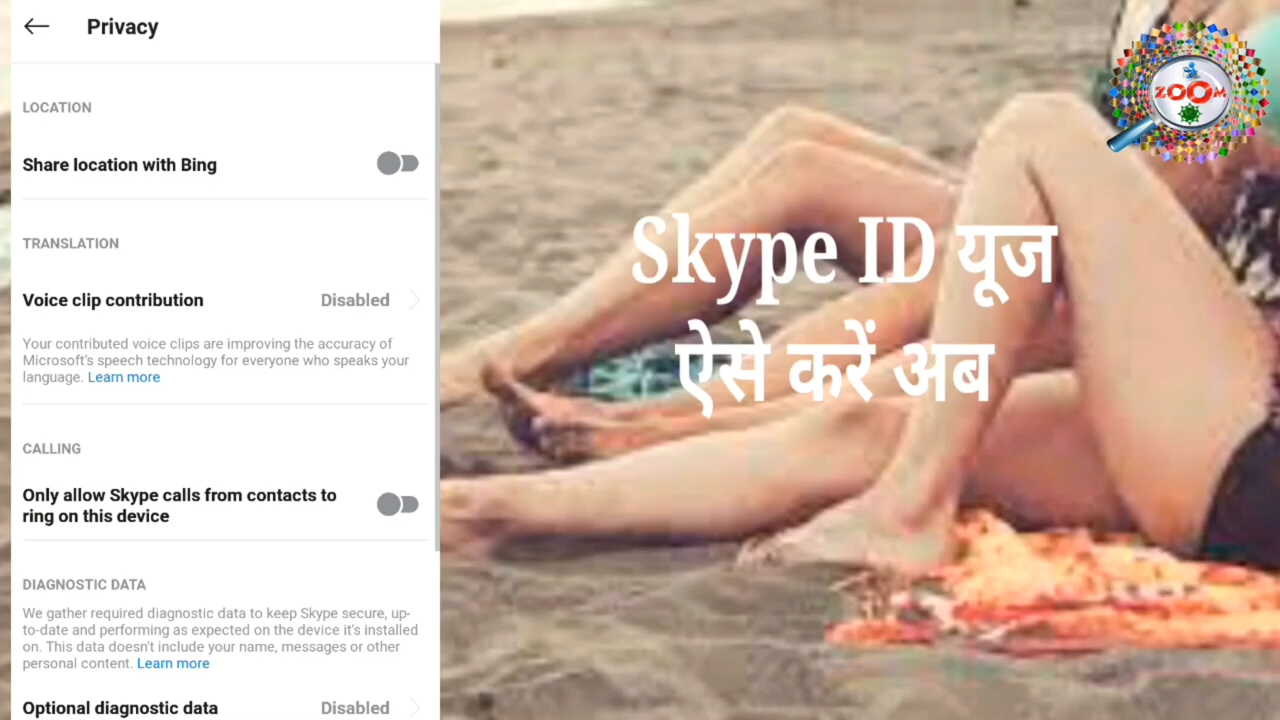 Privacy
LOCATION
Share location with Bing
TRANSLATION
Voice clip contribution Disabled
Your contributed voice clips are improving the accuracy of
Microsoft's speech technology for everyone who speaks your
language. Learn more
CALLING
Only allow Skype calls from contacts to
ring on this device
DIAGNOSTIC DATA
We gather required diagnostic data to keep Skype secure, up-
to-date and performing as expected on the device it's installed
on. This data doesn't include your name, messages or other
personal content. Learn more
Optional diagnostic data Disabled
Skype ID यूज
ऐसे करें अब
ZOOM